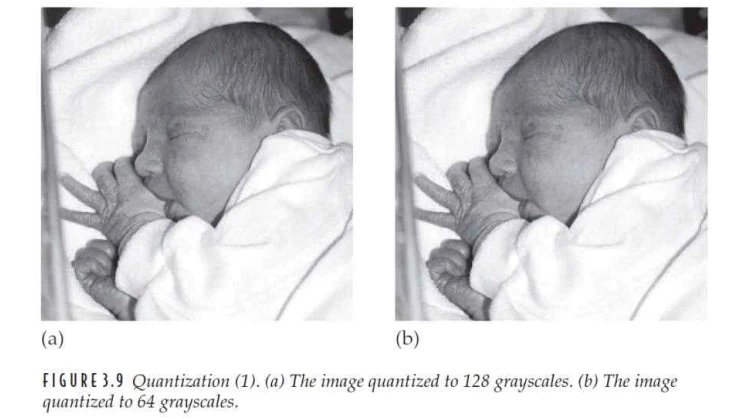 (a)
(b)
FIGURE 3.9 Quantization (1). (a) The image quantized to 128 grayscales. (b) The image
quantized to 64 grayscales.